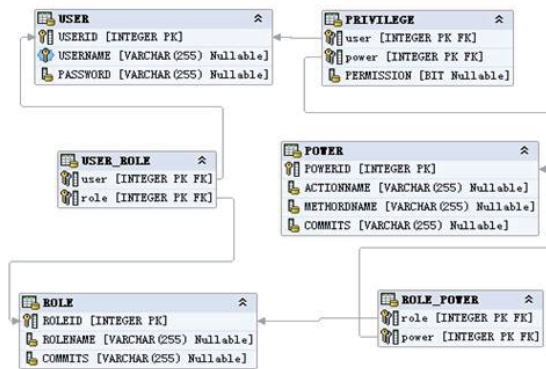 USER
USERID [INTEGER PK]
USERNAME [VARCHAR(255) Nullable]
PASSWORD [VARCHAR(255) Nullable]
PRIVILEGE
user [INTEGER PK FK]
power [INTEGER PK FK]
PERMISSION [BIT Nullable]
USER_ROLE
user [INTEGER PK FK]
role [INTEGER PK FK]
POWER
POWERID [INTEGER PK]
ACTIONNAME [VARCHAR(255) Nullable]
METHORDNAME [VARCHAR(255) Nullable]
COMMITS [VARCHAR(255) Nullable]
ROLE
ROLEID [INTEGER PK]
ROLENAME [VARCHAR(255) Nullable]
COMMITS [VARCHAR(255) Nullable]
ROLE_POWER
role [INTEGER PK FK]
power [INTEGER PK FK]